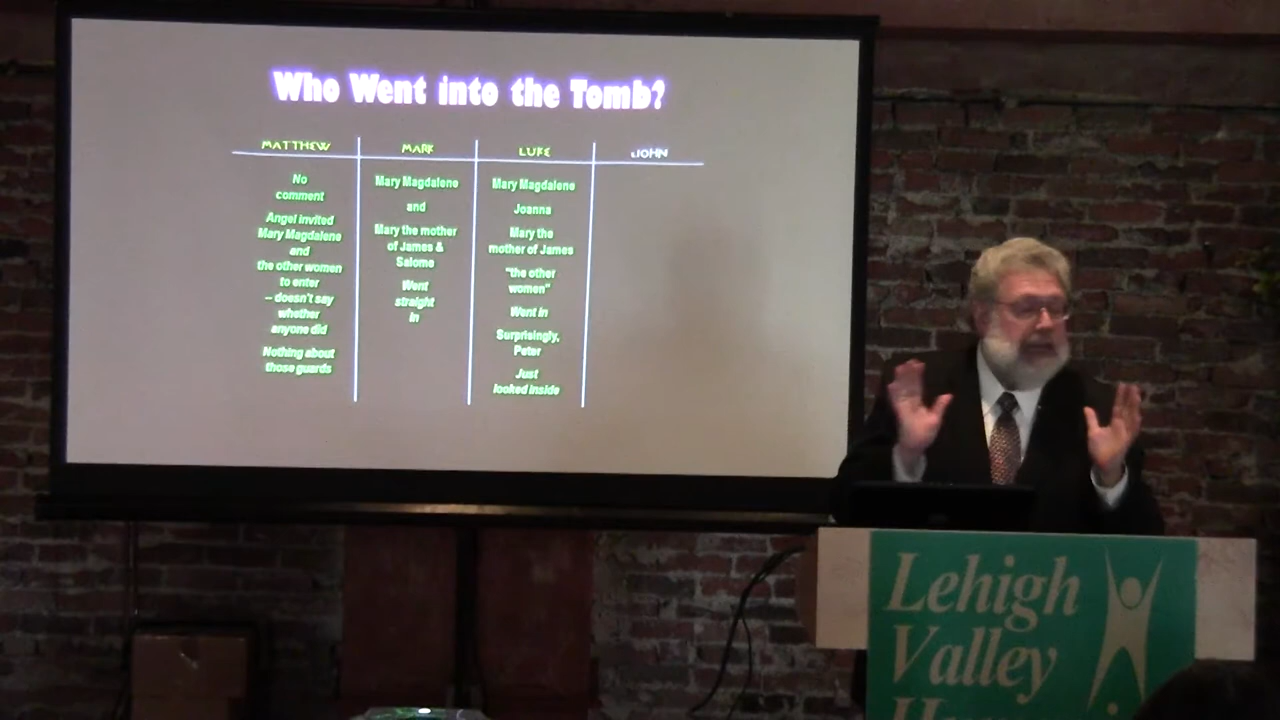 Who Went into the Tomb?
MATTHEW MARK LUKE JOHN
No
comment
Angel invited
Mary Magdalene
and
the other women
to enter
– doesn't say
whether
anyone did
Nothing about
those guards
Mary Magdalene
and
Mary the mother
of James &
Salome
Went
straight
in
Mary Magdalene
Joanna
Mary the
mother of James
"the other
women"
Went in
Surprisingly,
Peter
Just
looked inside
Lehigh
Valley